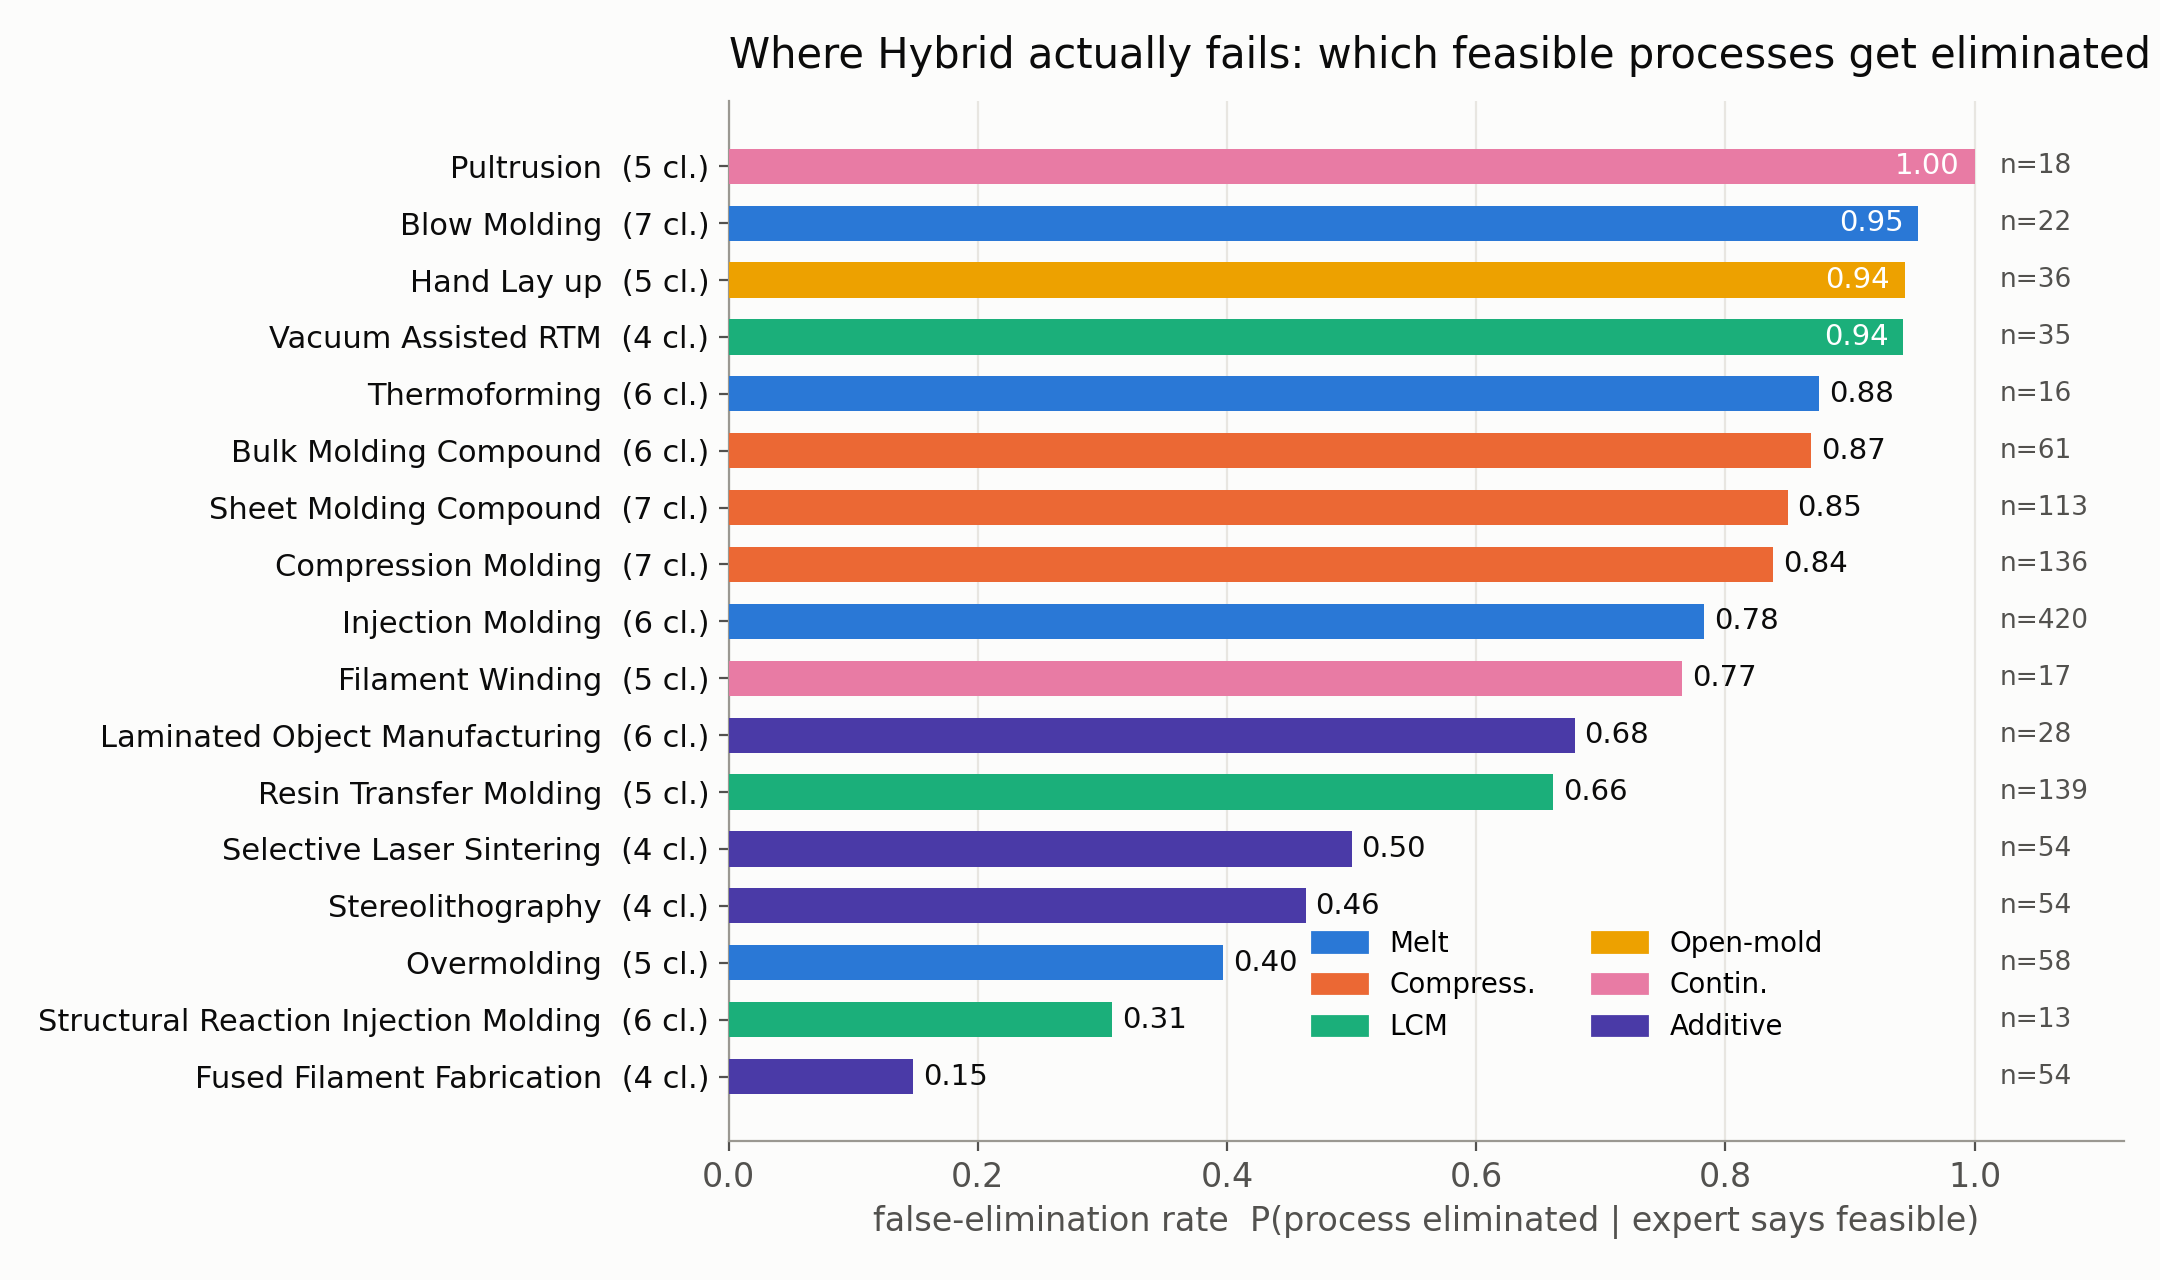 Where Hybrid actually fails: which feasible processes get eliminated
Pultrusion (5 cl.) 1.00 n=18
Blow Molding (7 cl.) 0.95 n=22
Hand Lay up (5 cl.) 0.94 n=36
Vacuum Assisted RTM (4 cl.) 0.94 n=35
Thermoforming (6 cl.) 0.88 n=16
Bulk Molding Compound (6 cl.) 0.87 n=61
Sheet Molding Compound (7 cl.) 0.85 n=113
Compression Molding (7 cl.) 0.84 n=136
Injection Molding (6 cl.) 0.78 n=420
Filament Winding (5 cl.) 0.77 n=17
Laminated Object Manufacturing (6 cl.) 0.68 n=28
Resin Transfer Molding (5 cl.) 0.66 n=139
Selective Laser Sintering (4 cl.) 0.50 n=54
Stereolithography (4 cl.) 0.46 n=54
Overmolding (5 cl.) 0.40 n=58
Structural Reaction Injection Molding (6 cl.) 0.31 n=13
Fused Filament Fabrication (4 cl.) 0.15 n=54
Melt
Compress.
LCM
Open-mold
Contin.
Additive
0.0 0.2 0.4 0.6 0.8 1.0
false-elimination rate P(process eliminated | expert says feasible)